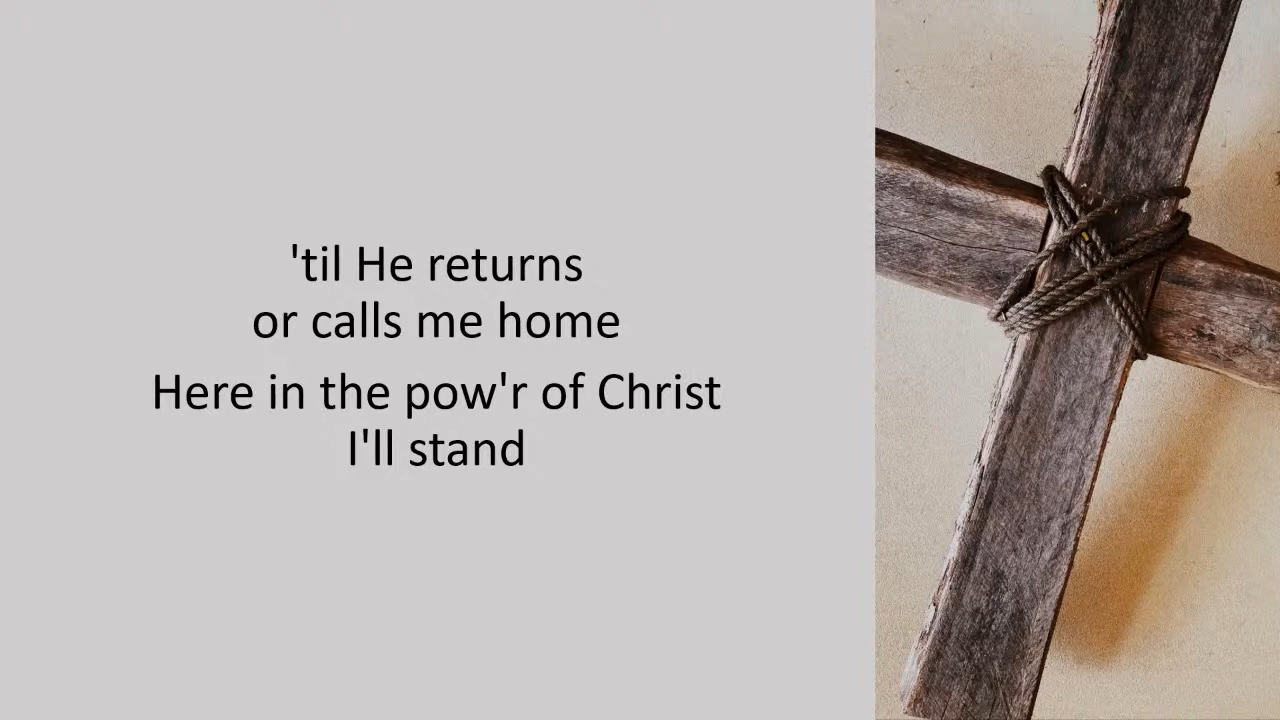 'til He returns
or calls me home
Here in the pow'r of Christ
I'll stand